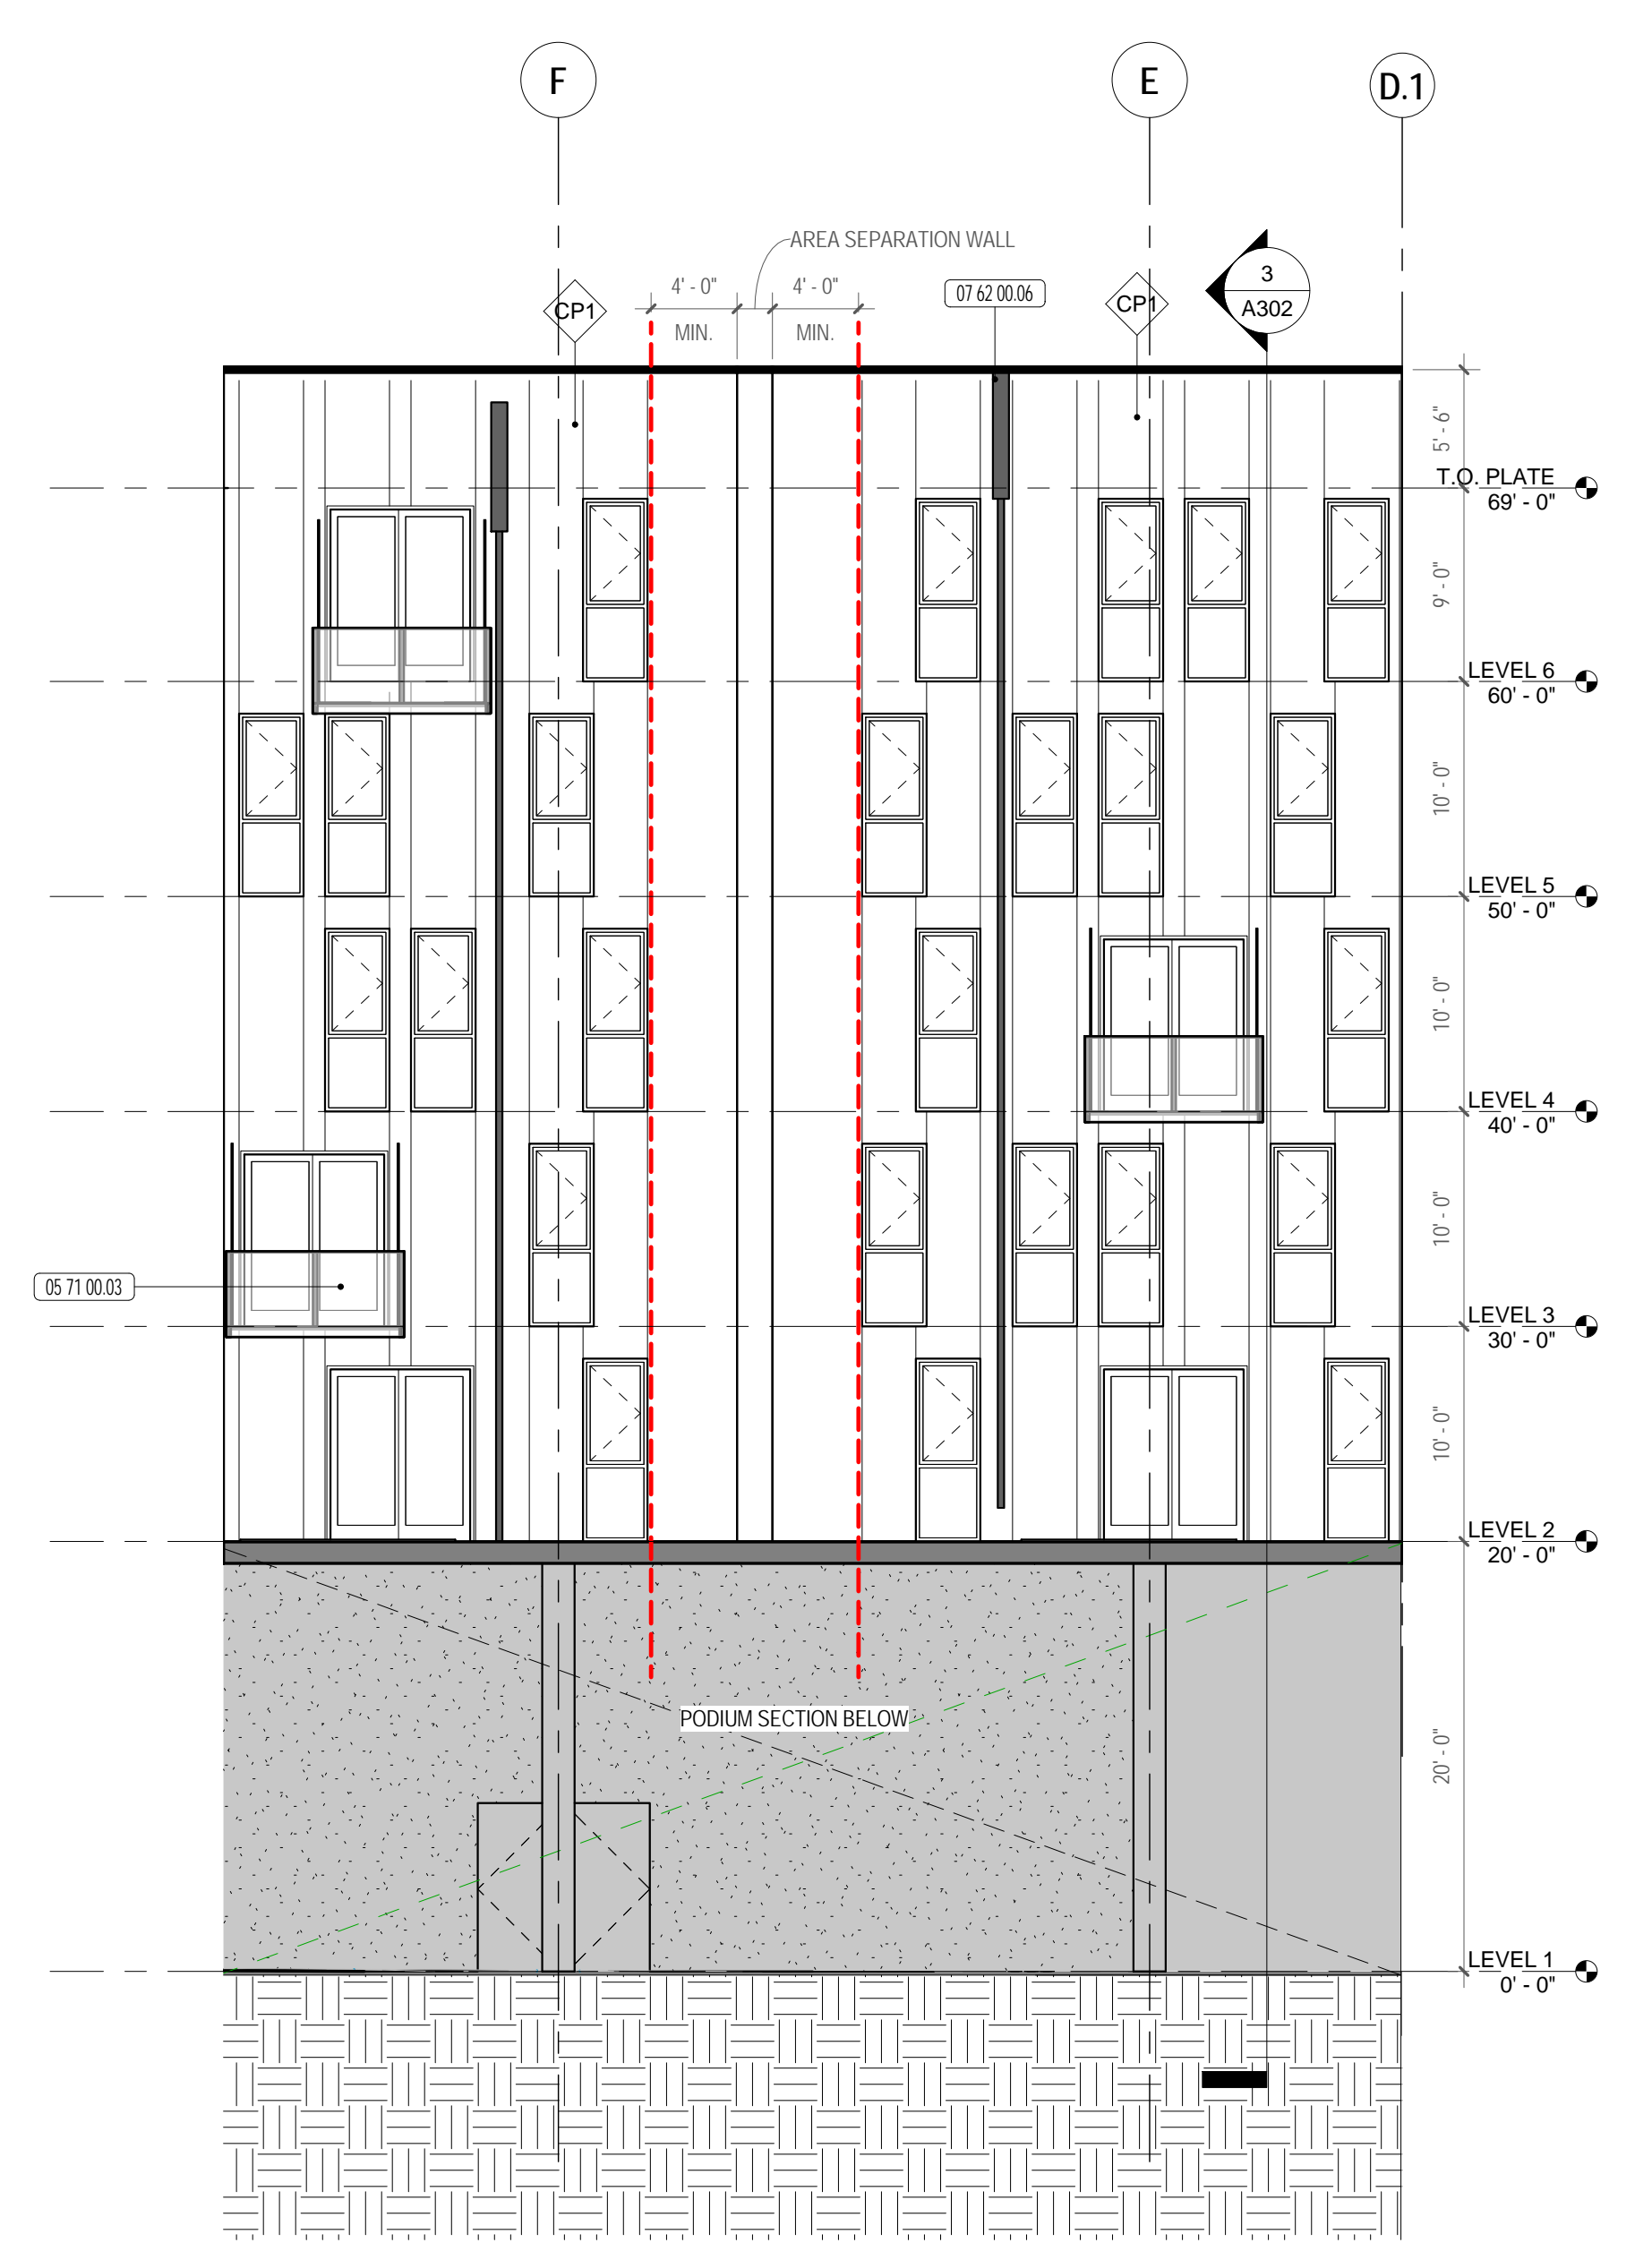 F
E
D.1
AREA SEPARATION WALL
4' - 0"
4' - 0"
MIN.
MIN.
07 62 00.06
CP1
CP1
3
A302
5' - 6"
T.O. PLATE
69' - 0"
9' - 0"
LEVEL 6
60' - 0"
10' - 0"
LEVEL 5
50' - 0"
10' - 0"
LEVEL 4
40' - 0"
10' - 0"
05 71 00.03
LEVEL 3
30' - 0"
10' - 0"
LEVEL 2
20' - 0"
PODIUM SECTION BELOW
20' - 0"
LEVEL 1
0' - 0"